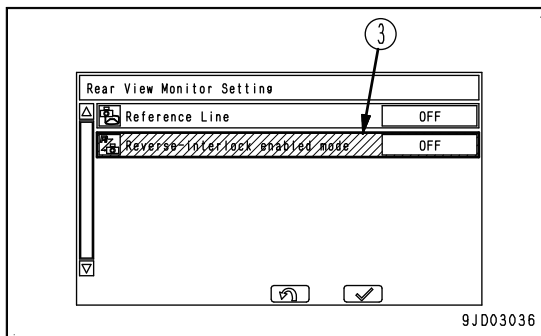 3
Rear View Monitor Setting
Reference Line OFF
Reverse-interlock enabled mode OFF
9JD03036